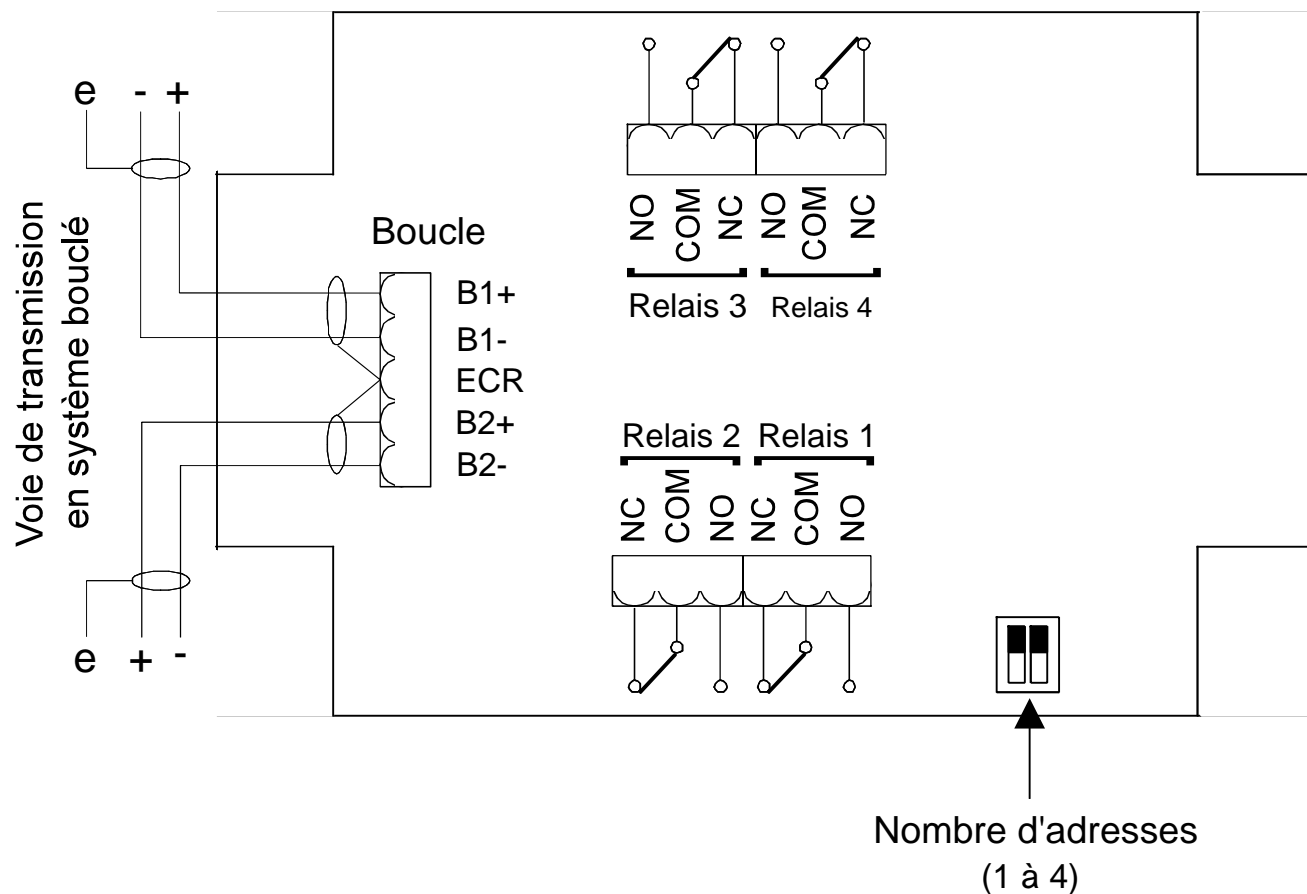 e - +
Voie de transmission
en système bouclé
Boucle
B1+
B1-
ECR
B2+
B2-
e + -
NO COM NC NO COM NC
Relais 3 Relais 4
Relais 2 Relais 1
NC COM NO NC COM NO
Nombre d'adresses
(1 à 4)